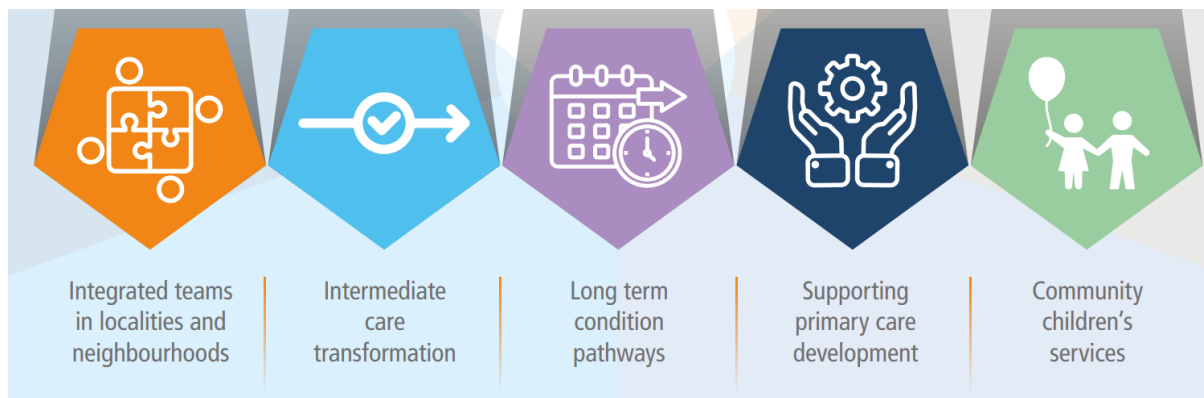 Integrated teams
in localities and
neighbourhoods
Intermediate
care
transformation
Long term
condition
pathways
Supporting
primary care
development
Community
children's
services